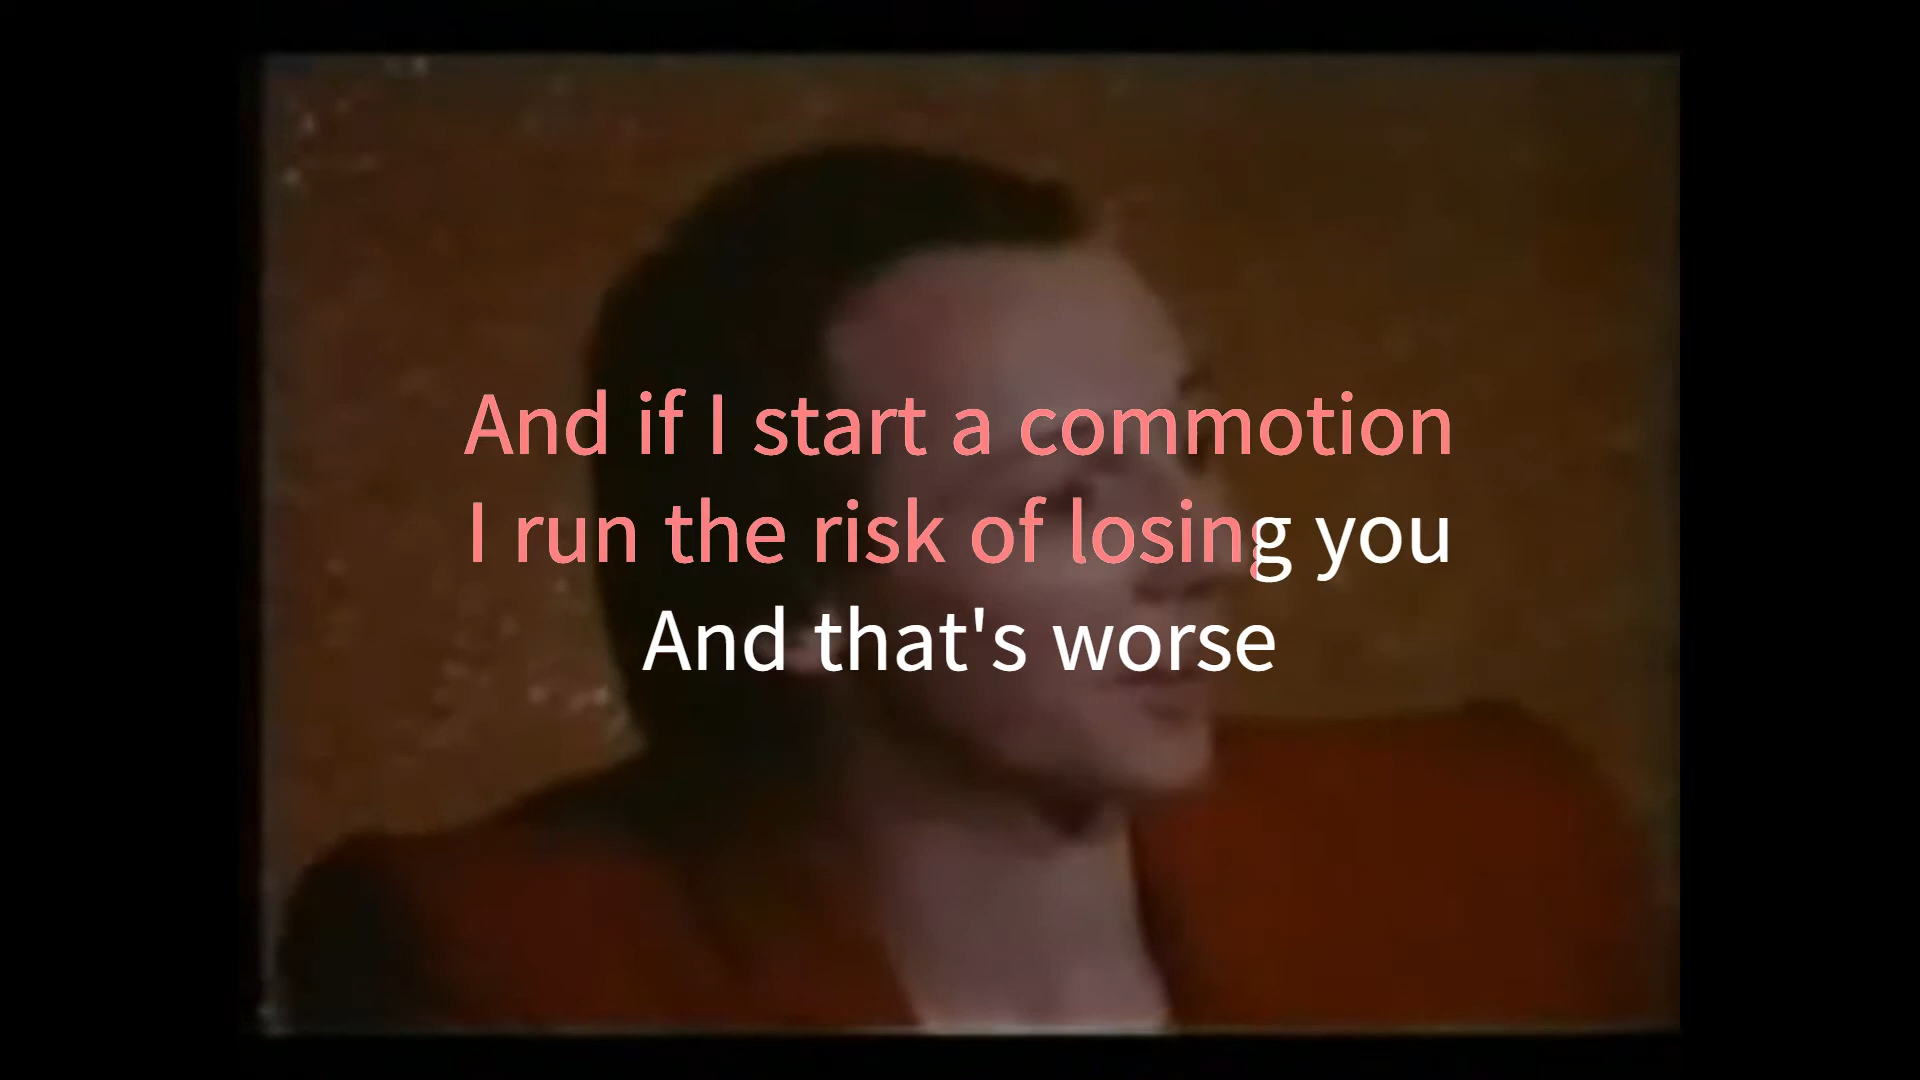 And if I start a commotion
I run the risk of losing you
And that's worse